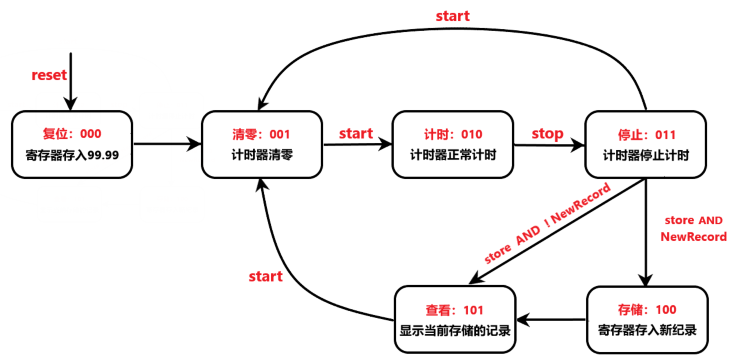 start
reset
复位：000
寄存器存入99.99
清零：001
计时器清零
start
计时：010
计时器正常计时
stop
停止：011
计时器停止计时
store AND ! NewRecord
store AND
NewRecord
start
查看：101
显示当前存储的记录
存储：100
寄存器存入新纪录